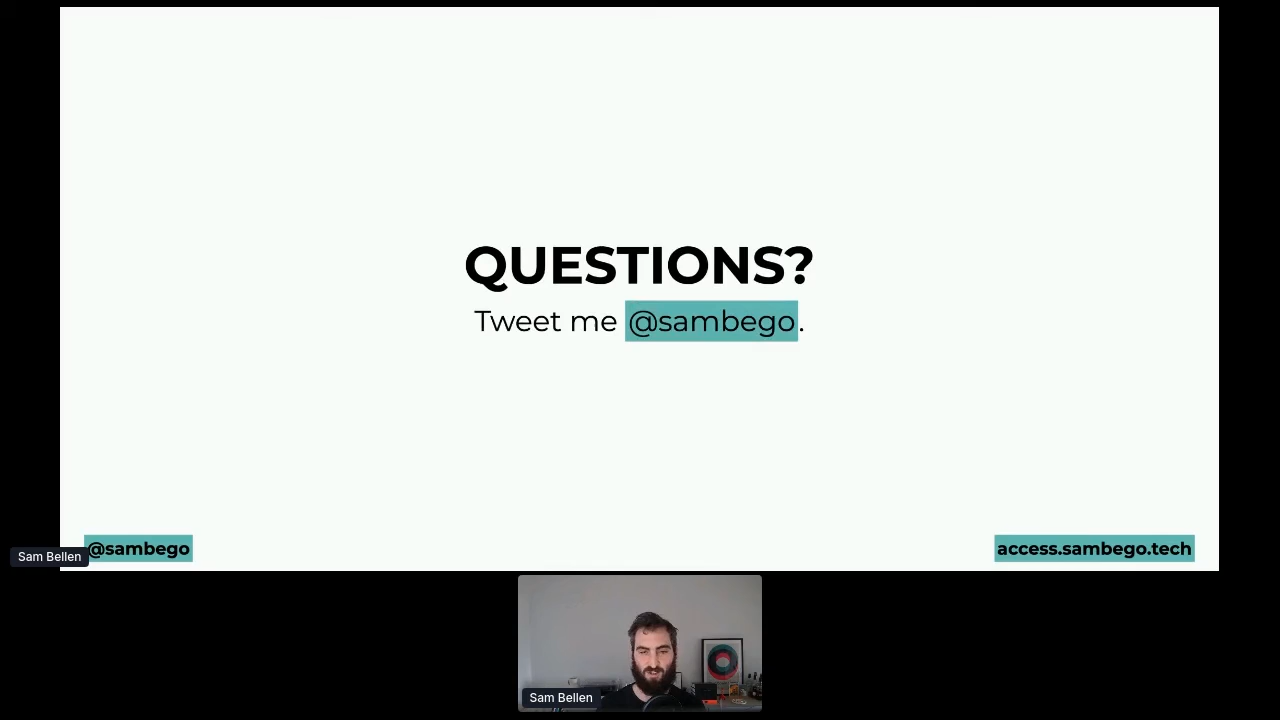 QUESTIONS?
Tweet me @sambego.
@sambego
access.sambego.tech
Sam Bellen
Sam Bellen